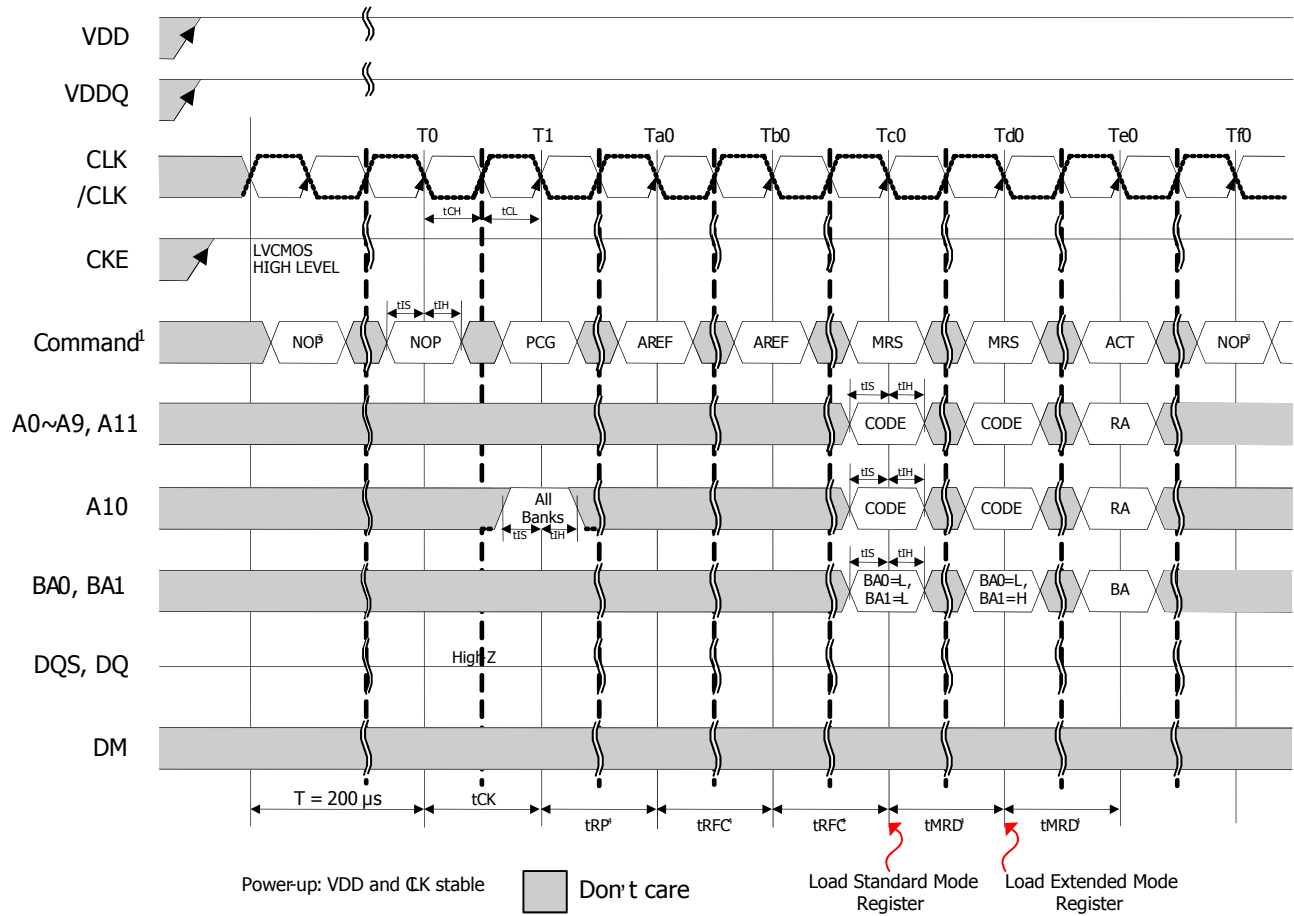 VDD
VDDQ
T0 T1 Ta0 Tb0 Tc0 Td0 Te0 Tf0
CLK
/CLK
tCH tCL
CKE
LVCMOS
HIGH LEVEL
tIS tIH
Command1
NOP3 NOP PCG AREF AREF MRS MRS ACT NOP3
tIS tIH
A0~A9, A11
CODE CODE RA
tIS tIH
A10
All
Banks
CODE CODE RA
tIS tIH
tIS tIH
BA0, BA1
BA0=L,
BA1=L
BA0=L,
BA1=H
BA
DQS, DQ
High-Z
DM
T = 200 µs tCK tRP4 tRFC4 tRFC4 tMRD4 tMRD4
Power-up: VDD and CLK stable
Don't care
Load Standard Mode
Register
Load Extended Mode
Register